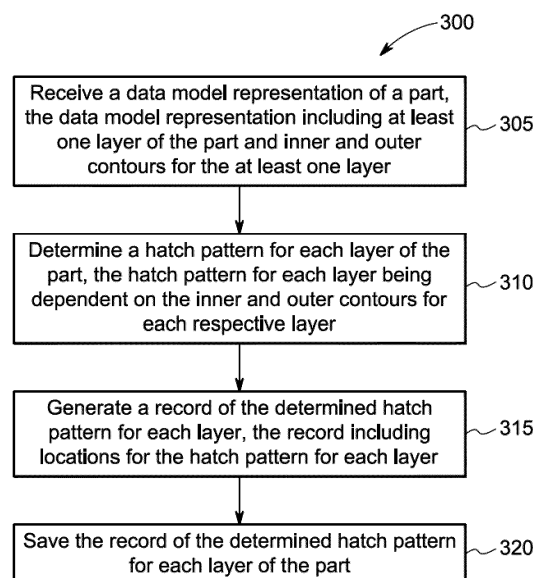 300
Receive a data model representation of a part,
the data model representation including at least
one layer of the part and inner and outer
contours for the at least one layer
305
Determine a hatch pattern for each layer of the
part, the hatch pattern for each layer being
dependent on the inner and outer contours for
each respective layer
310
Generate a record of the determined hatch
pattern for each layer, the record including
locations for the hatch pattern for each layer
315
Save the record of the determined hatch pattern
for each layer of the part
320